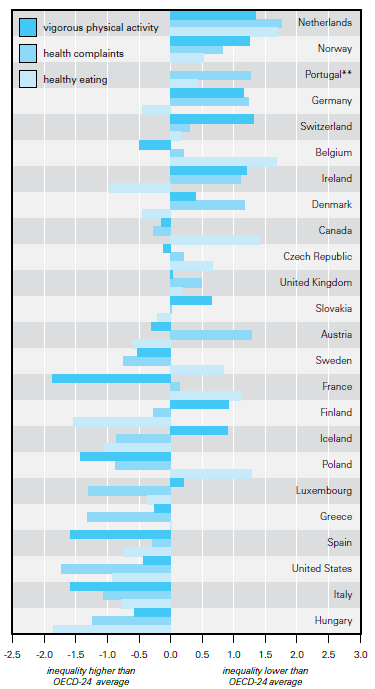 vigorous physical activity
health complaints
healthy eating
Netherlands
Norway
Portugal**
Germany
Switzerland
Belgium
Ireland
Denmark
Canada
Czech Republic
United Kingdom
Slovakia
Austria
Sweden
France
Finland
Iceland
Poland
Luxembourg
Greece
Spain
United States
Italy
Hungary
-2.5 -2.0 -1.5 -1.0 -0.5 0.0 0.5 1.0 1.5 2.0 2.5 3.0
inequality higher than inequality lower than
OECD-24 average OECD-24 average